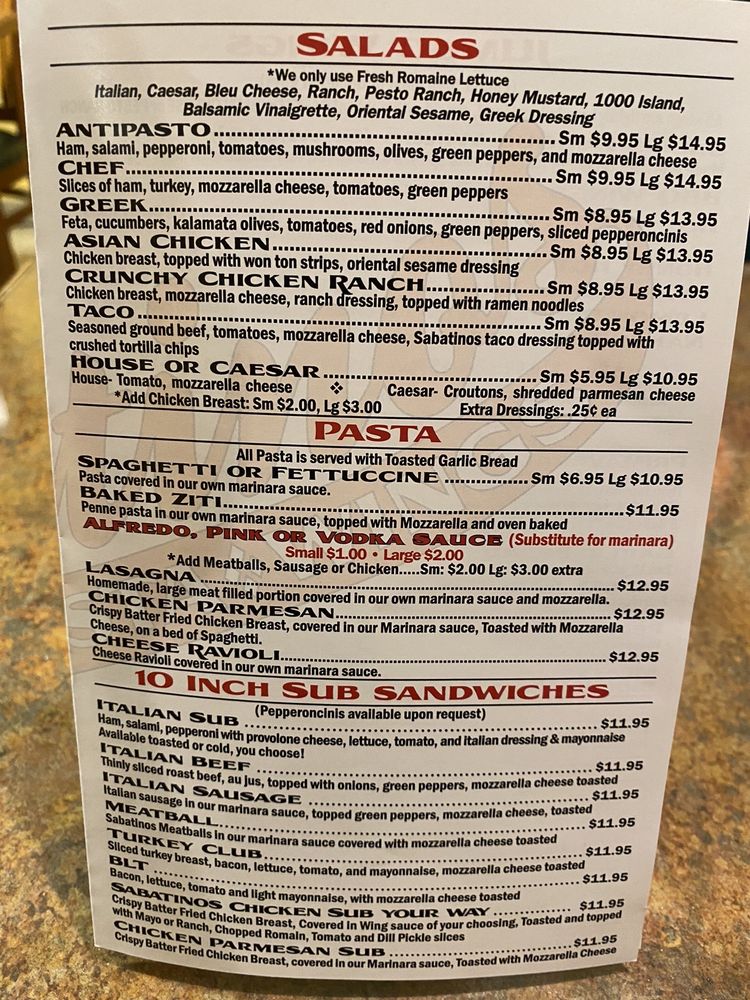 SALADS
*We only use Fresh Romaine Lettuce
Italian, Caesar, Bleu Cheese, Ranch, Pesto Ranch, Honey Mustard, 1000 Island,
Balsamic Vinaigrette, Oriental Sesame, Greek Dressing
ANTIPASTO.......................................................... Sm $9.95 Lg $14.95
Ham, salami, pepperoni, tomatoes, mushrooms, olives, green peppers, and mozzarella cheese
CHEF.......................................................... Sm $9.95 Lg $14.95
Slices of ham, turkey, mozzarella cheese, tomatoes, green peppers
GREEK.......................................................... Sm $8.95 Lg $13.95
Feta, cucumbers, kalamata olives, tomatoes, red onions, green peppers, sliced pepperoncinis
ASIAN CHICKEN............................................... Sm $8.95 Lg $13.95
Chicken breast, topped with won ton strips, oriental sesame dressing
CRUNCHY CHICKEN RANCH..................... Sm $8.95 Lg $13.95
Chicken breast, mozzarella cheese, ranch dressing, topped with ramen noodles
TACO.......................................................... Sm $8.95 Lg $13.95
Seasoned ground beef, tomatoes, mozzarella cheese, Sabatinos taco dressing topped with
crushed tortilla chips
HOUSE OR CAESAR..................................... Sm $5.95 Lg $10.95
House- Tomato, mozzarella cheese ❖ Caesar- Croutons, shredded parmesan cheese
*Add Chicken Breast: Sm $2.00, Lg $3.00 Extra Dressings: .25¢ ea
PASTA
All Pasta is served with Toasted Garlic Bread
SPAGHETTI OR FETTUCCINE ............... Sm $6.95 Lg $10.95
Pasta covered in our own marinara sauce.
BAKED ZITI.......................................................... $11.95
Penne pasta in our own marinara sauce, topped with Mozzarella and oven baked
ALFREDO, PINK OR VODKA SAUCE (Substitute for marinara)
Small $1.00 • Large $2.00
*Add Meatballs, Sausage or Chicken.....Sm: $2.00 Lg: $3.00 extra
LASAGNA .......................................................... $12.95
Homemade, large meat filled portion covered in our own marinara sauce and mozzarella.
CHICKEN PARMESAN............................................... $12.95
Crispy Batter Fried Chicken Breast, covered in our Marinara sauce, Toasted with Mozzarella
Cheese, on a bed of Spaghetti.
CHEESE RAVIOLI.................................................. $12.95
Cheese Ravioli covered in our own marinara sauce.
10 INCH SUB SANDWICHES
(Pepperoncinis available upon request)
ITALIAN SUB .................................................. $11.95
Ham, salami, pepperoni with provolone cheese, lettuce, tomato, and Italian dressing & mayonnaise
Available toasted or cold, you choose!
ITALIAN BEEF .................................................. $11.95
Thinly sliced roast beef, au jus, topped with onions, green peppers, mozzarella cheese toasted
ITALIAN SAUSAGE ........................................ $11.95
Italian sausage in our marinara sauce, topped green peppers, mozzarella cheese, toasted
MEATBALL.................................................. $11.95
Sabatinos Meatballs in our marinara sauce covered with mozzarella cheese toasted
TURKEY CLUB............................................. $11.95
Sliced turkey breast, bacon, lettuce, tomato, and mayonnaise, mozzarella cheese toasted
BLT .......................................................... $11.95
Bacon, lettuce, tomato and light mayonnaise, with mozzarella cheese toasted
SABATINOS CHICKEN SUB YOUR WAY ............ $11.95
Crispy Batter Fried Chicken Breast, Covered In Wing sauce of your choosing, Toasted and topped
with Mayo or Ranch, Chopped Romain, Tomato and Dill Pickle slices
CHICKEN PARMESAN SUB .............................. $11.95
Crispy Batter Fried Chicken Breast, covered in our Marinara sauce, Toasted with Mozzarella Cheese